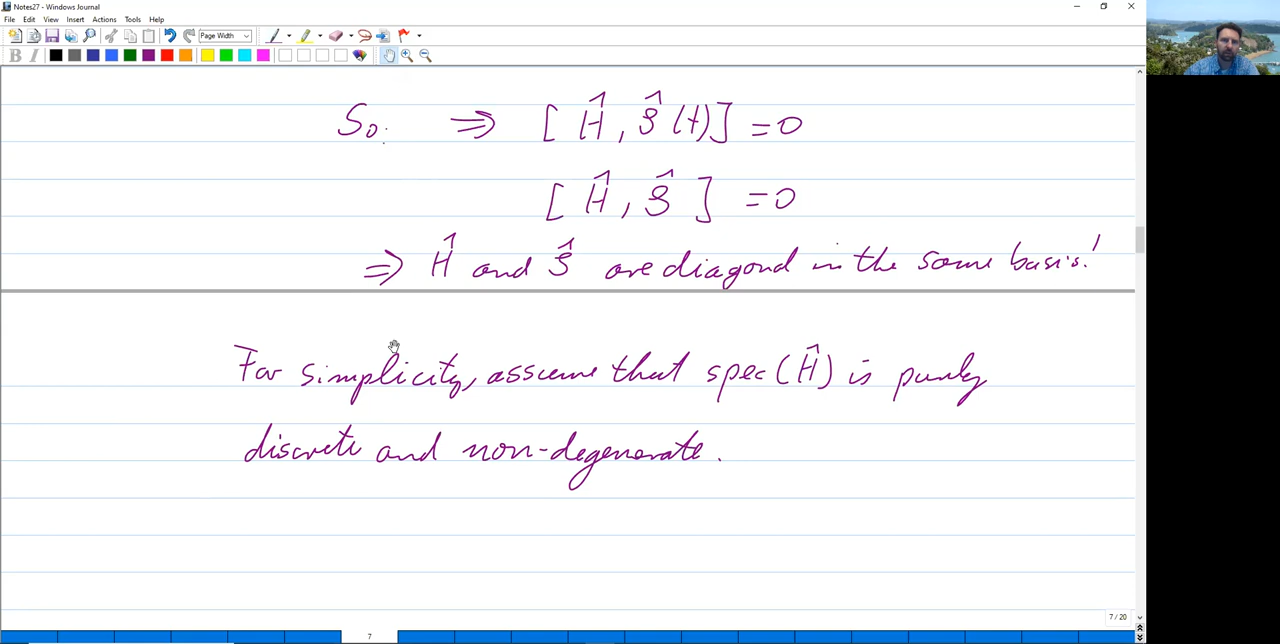 Notes27 - Windows Journal
File Edit View Insert Actions Tools Help
Page Width
B I
So: ⇒ [Ĥ, ρ̂(t)] = 0
[Ĥ, ρ̂] = 0
⇒ Ĥ and ρ̂ are diagonal in the same basis!
For simplicity, assume that spec(Ĥ) is purely
discrete and non-degenerate.
7 / 20
7